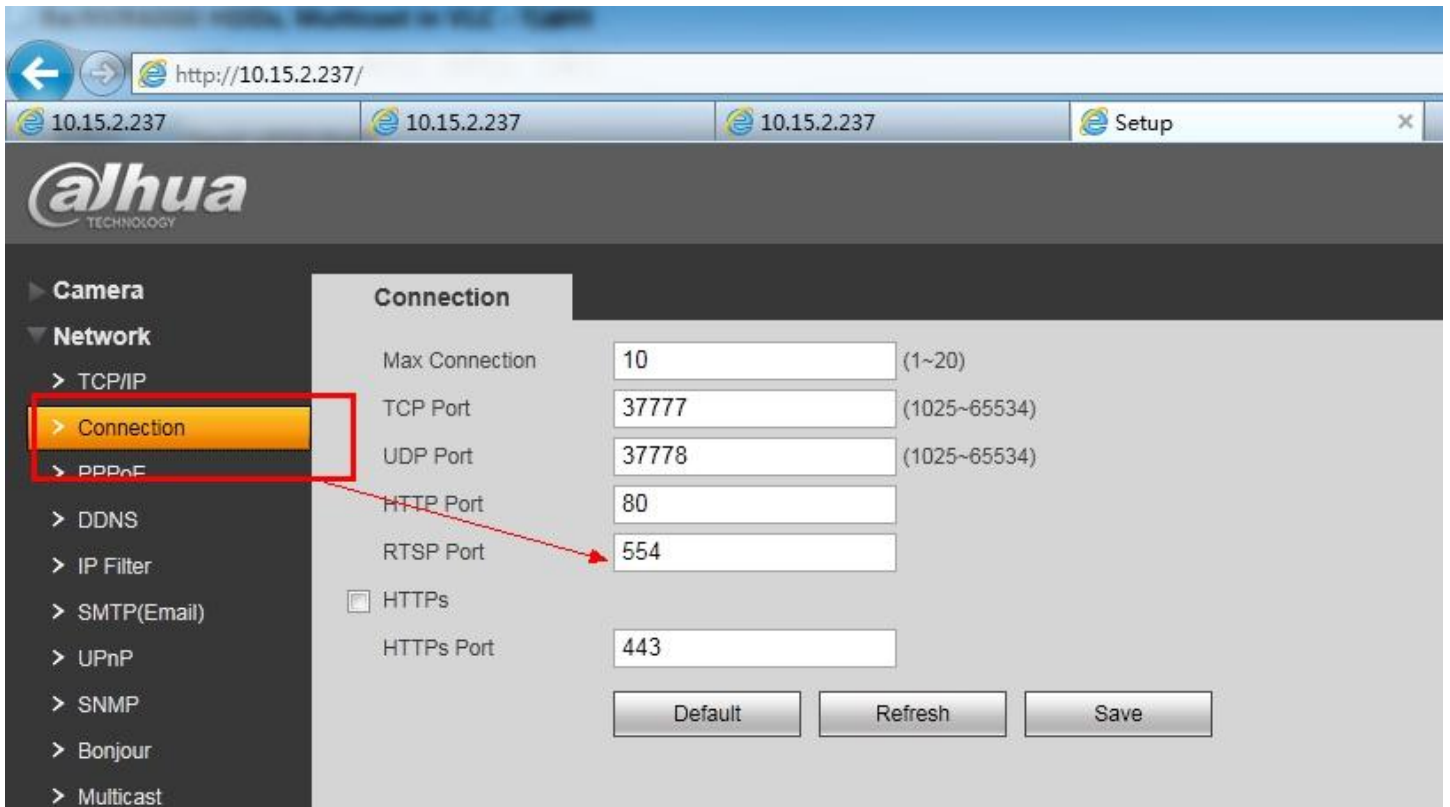 http://10.15.2.237/
10.15.2.237 10.15.2.237 10.15.2.237 Setup
alhua
TECHNOLOGY
Camera
Network
> TCP/IP
> Connection
> PPPoE
> DDNS
> IP Filter
> SMTP(Email)
> UPnP
> SNMP
> Bonjour
> Multicast
Connection
Max Connection 10 (1~20)
TCP Port 37777 (1025~65534)
UDP Port 37778 (1025~65534)
HTTP Port 80
RTSP Port 554
HTTPs
HTTPs Port 443
Default Refresh Save